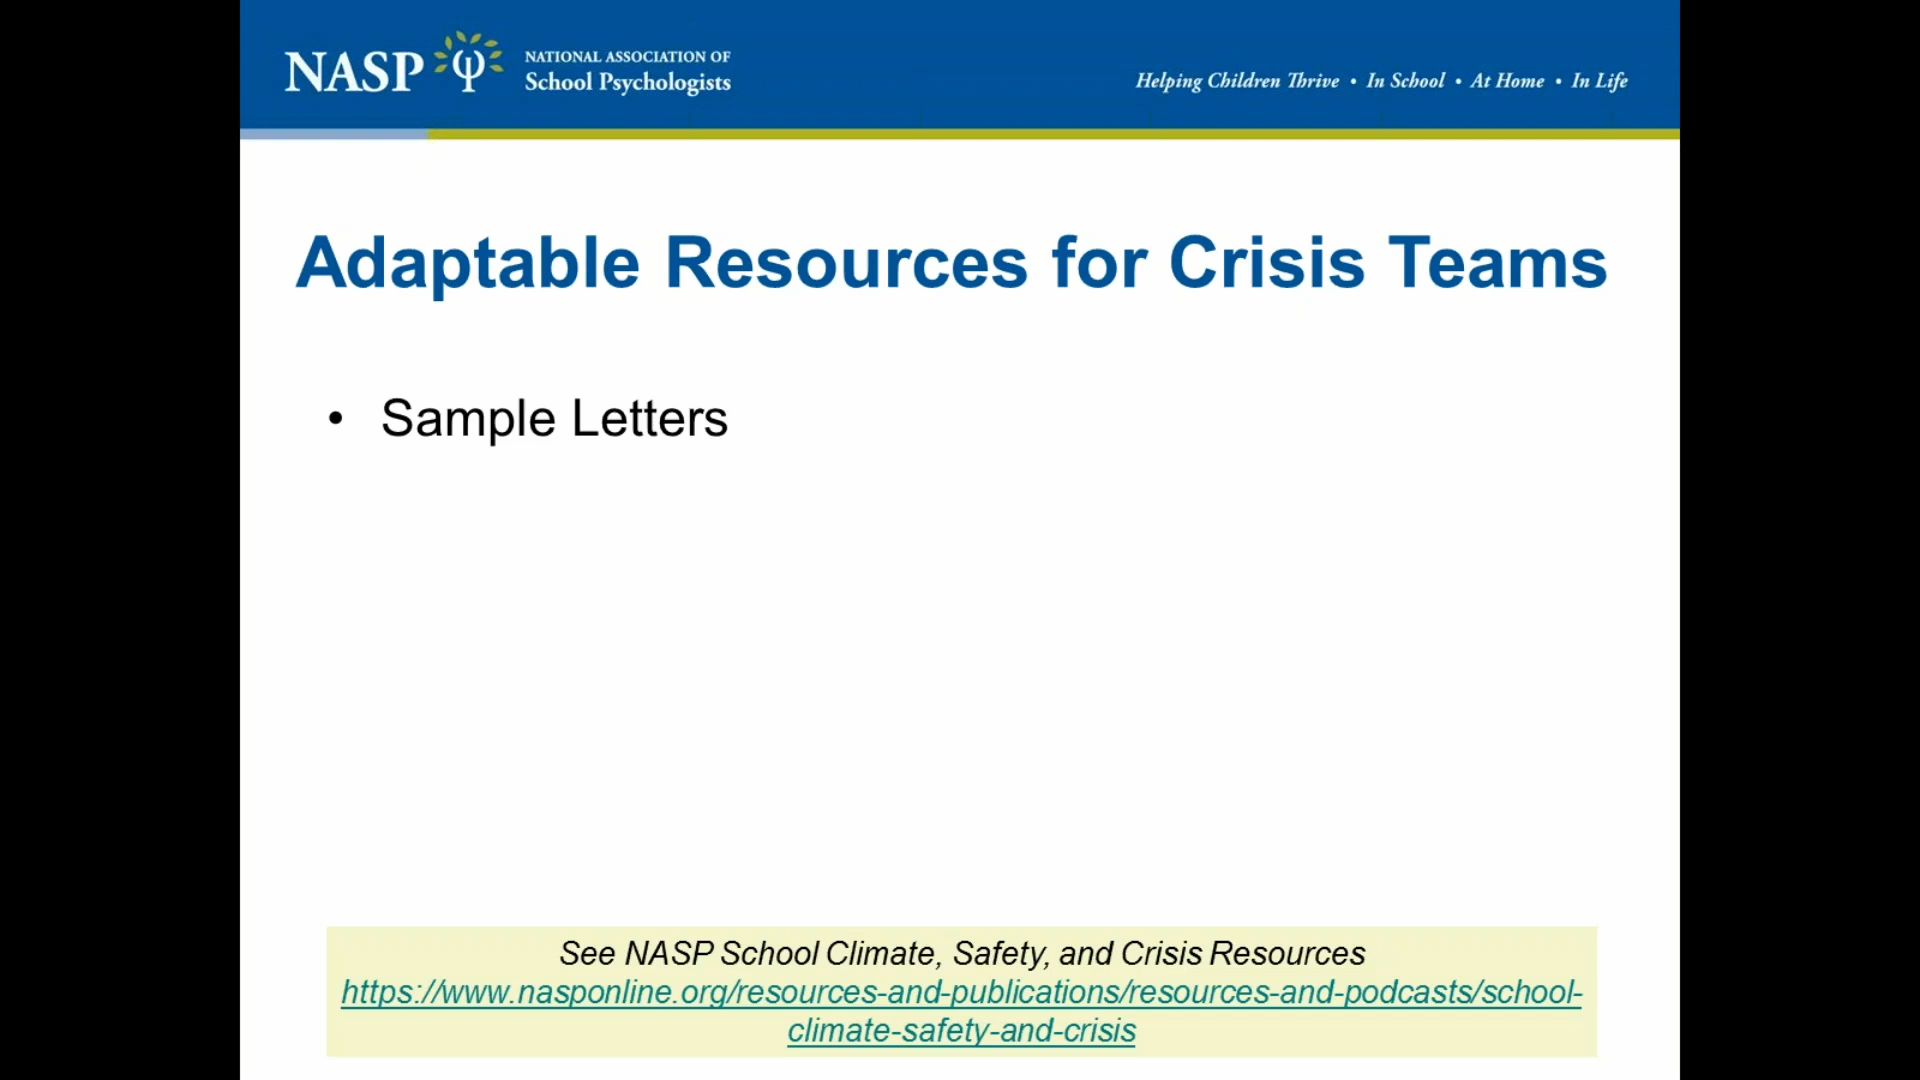 NASP
NATIONAL ASSOCIATION OF
School Psychologists
Helping Children Thrive • In School • At Home • In Life
Adaptable Resources for Crisis Teams
• Sample Letters
See NASP School Climate, Safety, and Crisis Resources
https://www.nasponline.org/resources-and-publications/resources-and-podcasts/school-
climate-safety-and-crisis